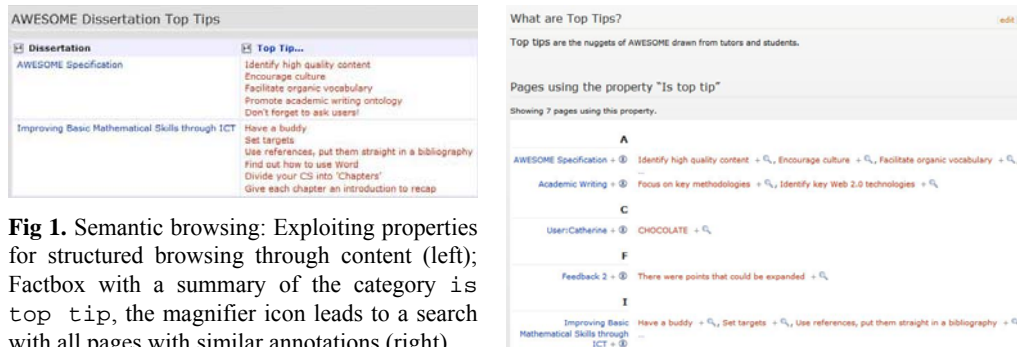 AWESOME Dissertation Top Tips
Dissertation Top Tip...
AWESOME Specification Identify high quality content
Encourage culture
Facilitate organic vocabulary
Promote academic writing ontology
Don't forget to ask users!
Improving Basic Mathematical Skills through ICT Have a buddy
Set targets
Use references, put them straight in a bibliography
Find out how to use Word
Divide your CS into 'Chapters'
Give each chapter an introduction to recap
Fig 1. Semantic browsing: Exploiting properties
for structured browsing through content (left);
Factbox with a summary of the category is
top tip, the magnifier icon leads to a search
with all pages with similar annotations (right)
What are Top Tips? edit
Top tips are the nuggets of AWESOME drawn from tutors and students.
Pages using the property "Is top tip"
Showing 7 pages using this property.
A
AWESOME Specification + Identify high quality content + , Encourage culture + , Facilitate organic vocabulary +
...
Academic Writing + Focus on key methodologies + , Identify key Web 2.0 technologies +
C
User:Catherine + CHOCOLATE +
F
Feedback 2 + There were points that could be expanded +
I
Improving Basic Have a buddy + , Set targets + , Use references, put them straight in a bibliography +
Mathematical Skills through ...
ICT +